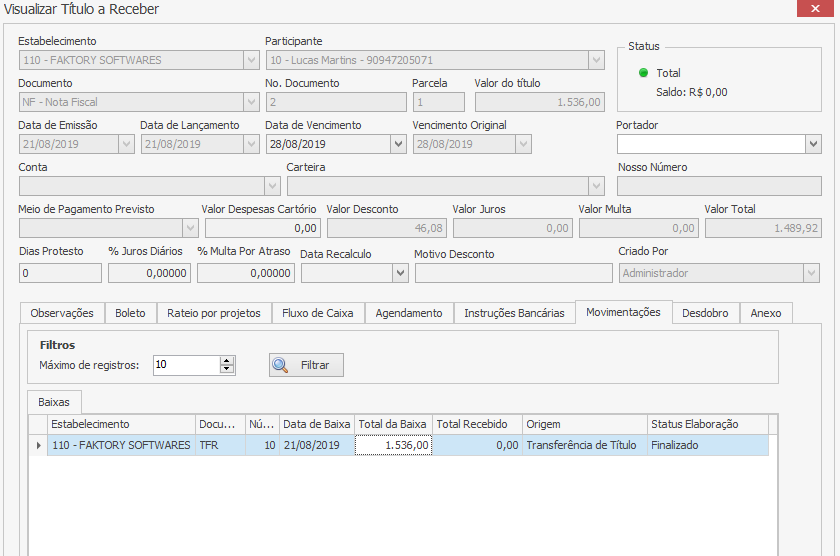 Visualizar Título a Receber
Estabelecimento Participante
110 - FAKTORY SOFTWARES 10 - Lucas Martins - 90947205071
Status
Total
Saldo: R$ 0,00
Documento No. Documento Parcela Valor do título
NF - Nota Fiscal 2 1 1.536,00
Data de Emissão Data de Lançamento Data de Vencimento Vencimento Original Portador
21/08/2019 21/08/2019 28/08/2019 28/08/2019
Conta Carteira Nosso Número
Meio de Pagamento Previsto Valor Despesas Cartório Valor Desconto Valor Juros Valor Multa Valor Total
0,00 46,08 0,00 0,00 1.489,92
Dias Protesto % Juros Diários % Multa Por Atraso Data Recalculo Motivo Desconto Criado Por
0 0,00000 0,00000 Administrador
Observações Boleto Rateio por projetos Fluxo de Caixa Agendamento Instruções Bancárias Movimentações Desdobro Anexo
Filtros
Máximo de registros: 10 Filtrar
Baixas
Estabelecimento Docu... Nú... Data de Baixa Total da Baixa Total Recebido Origem Status Elaboração
110 - FAKTORY SOFTWARES TFR 10 21/08/2019 1.536,00 0,00 Transferência de Título Finalizado